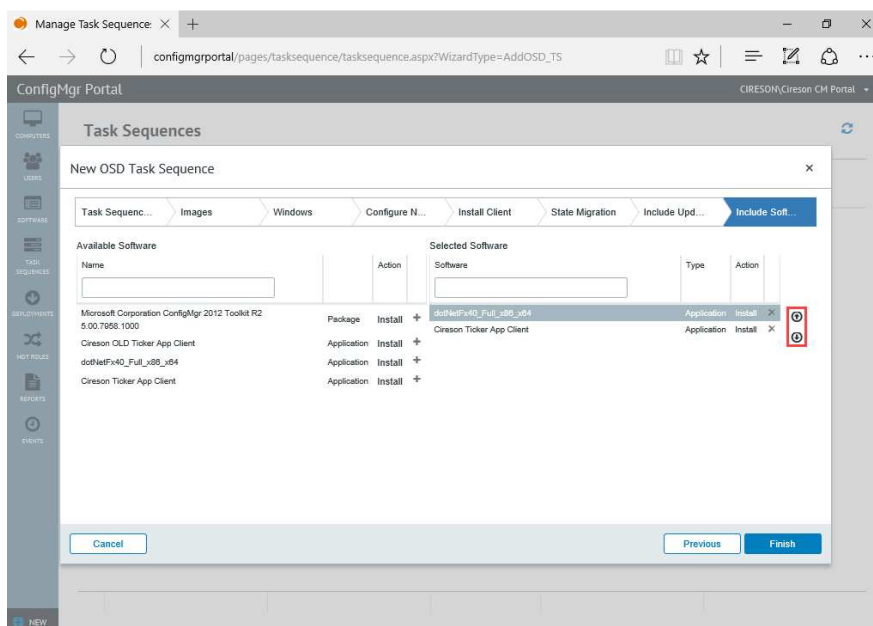 Manage Task Sequence:
configmgrportal/pages/tasksequence/tasksequence.aspx?WizardType=AddOSD_TS
ConfigMgr Portal
CIRESON\Cireson CM Portal
COMPUTERS
USERS
SOFTWARE
TASK
SEQUENCES
DEPLOYMENTS
HOT RODZZ
REPORTS
EVENTS
NEW
Task Sequences
New OSD Task Sequence
Task Sequenc...
Images
Windows
Configure N...
Install Client
State Migration
Include Upd...
Include Soft...
Available Software
Name
Action
Microsoft Corporation ConfigMgr 2012 Toolkit R2
5.00.7958.1000
Package Install
Cireson OLD Ticker App Client Application Install
dotNetFx40_Full_x86_x64 Application Install
Cireson Ticker App Client Application Install
Selected Software
Software
Type
Action
dotNetFx40_Full_x86_x64 Application Install
Cireson Ticker App Client Application Install
Cancel
Previous
Finish